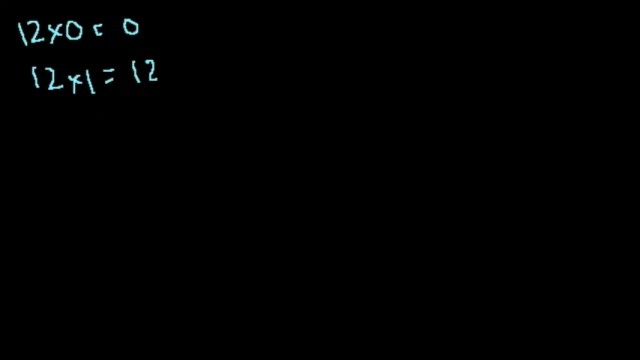 12x0 = 0
12x1 = 12